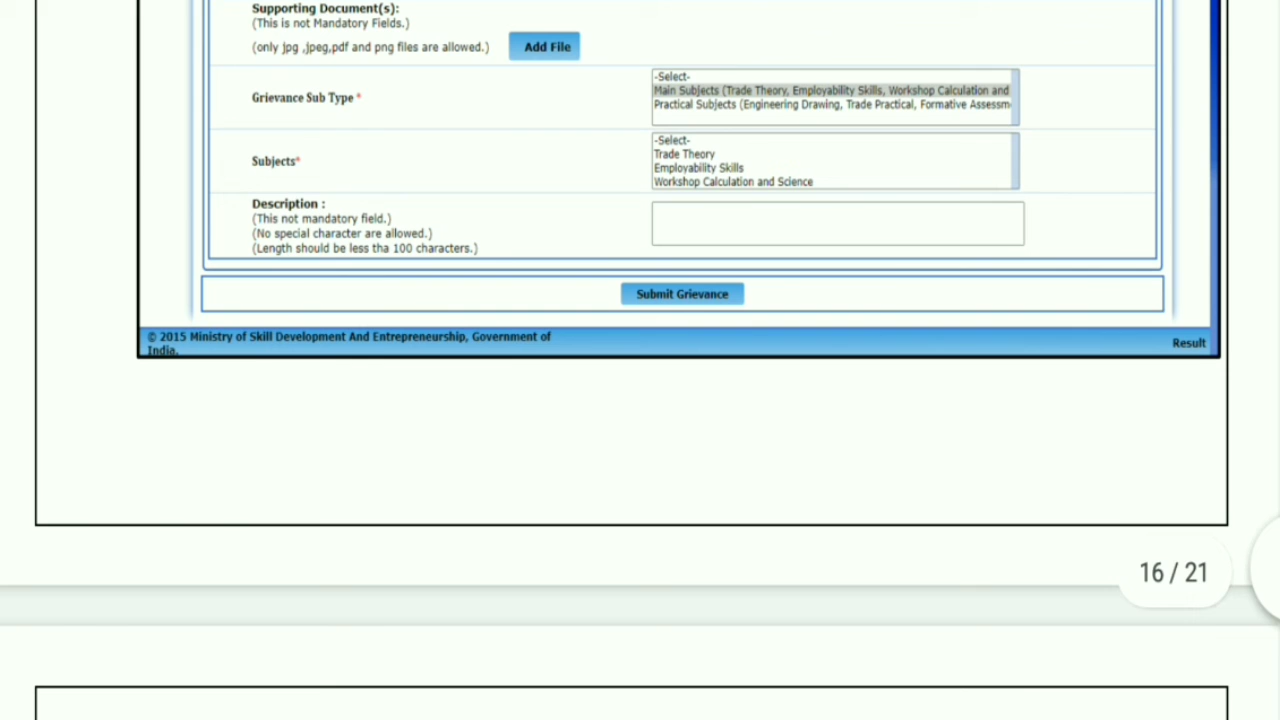 Supporting Document(s):
(This is not Mandatory Fields.)
(only jpg ,jpeg,pdf and png files are allowed.)
Add File
Grievance Sub Type *
-Select-
Main Subjects (Trade Theory, Employability Skills, Workshop Calculation and
Practical Subjects (Engineering Drawing, Trade Practical, Formative Assessm
Subjects*
-Select-
Trade Theory
Employability Skills
Workshop Calculation and Science
Description :
(This not mandatory field.)
(No special character are allowed.)
(Length should be less tha 100 characters.)
Submit Grievance
© 2015 Ministry of Skill Development And Entrepreneurship, Government of
India.
Result
16 / 21